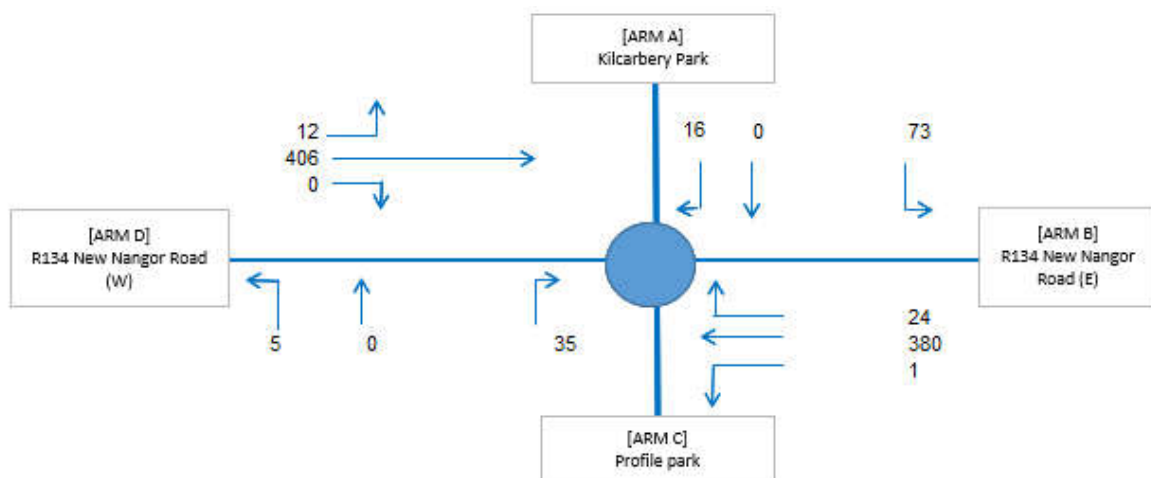 [ARM A]
Kilcarbery Park
12
406
0
16 0 73
[ARM D]
R134 New Nangor Road
(W)
[ARM B]
R134 New Nangor
Road (E)
5 0 35
24
380
1
[ARM C]
Profile park